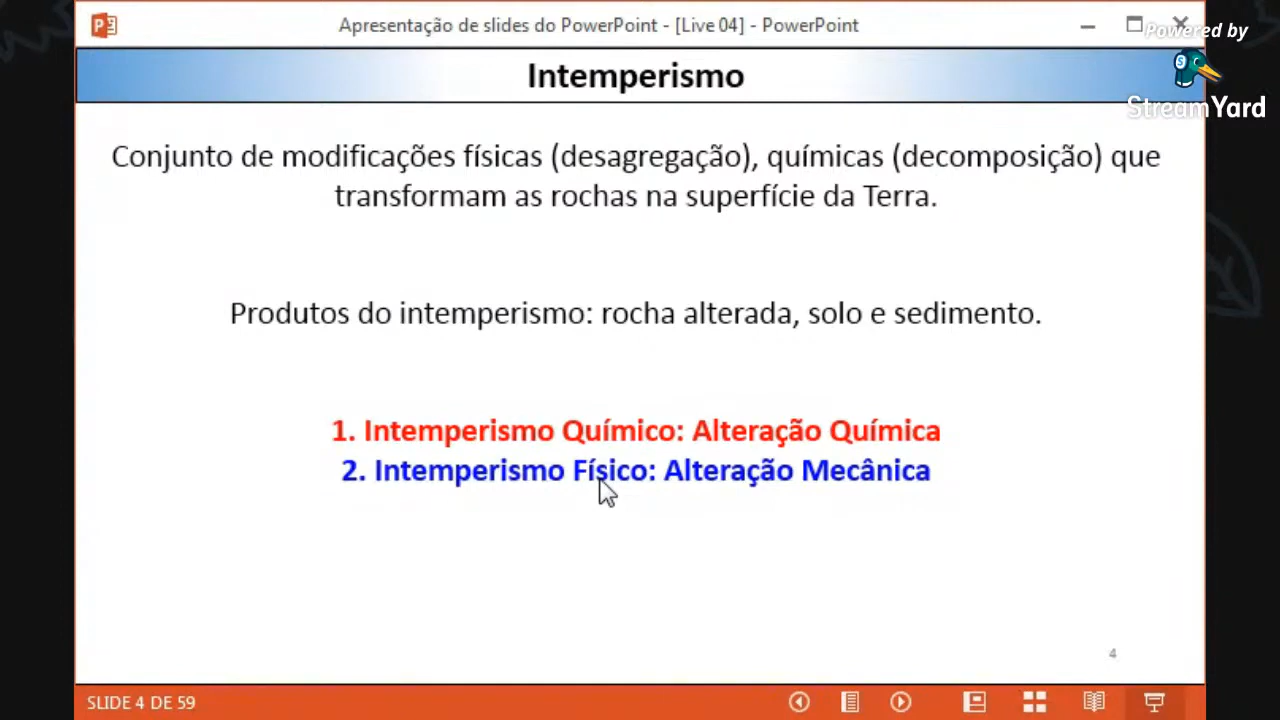 Apresentação de slides do PowerPoint - [Live 04] - PowerPoint
Powered by
StreamYard
Intemperismo
Conjunto de modificações físicas (desagregação), químicas (decomposição) que
transformam as rochas na superfície da Terra.
Produtos do intemperismo: rocha alterada, solo e sedimento.
1. Intemperismo Químico: Alteração Química
2. Intemperismo Físico: Alteração Mecânica
4
SLIDE 4 DE 59